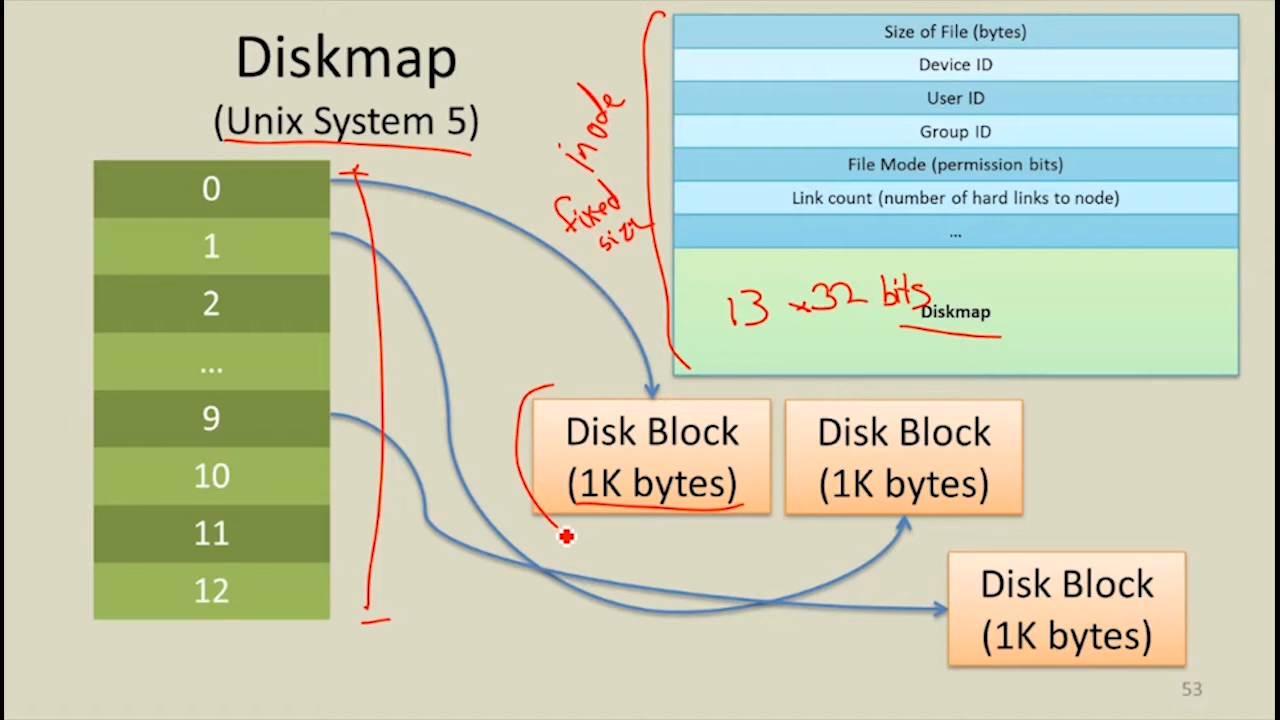 Diskmap
(Unix System 5)
0
1
2
...
9
10
11
12
inode
fixed
size
Size of File (bytes)
Device ID
User ID
Group ID
File Mode (permission bits)
Link count (number of hard links to node)
...
13 x32 bits
Diskmap
Disk Block
(1K bytes)
Disk Block
(1K bytes)
Disk Block
(1K bytes)
53